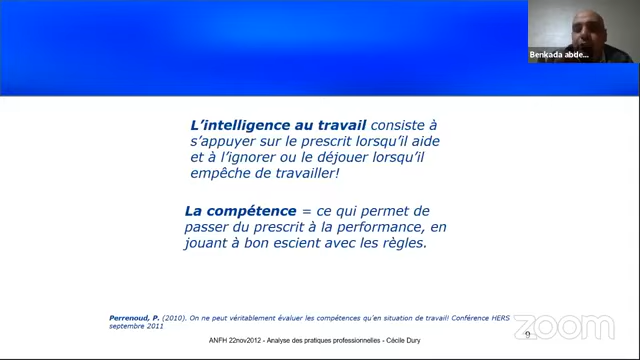 Benkada abde...
L’intelligence au travail consiste à
s’appuyer sur le prescrit lorsqu’il aide
et à l’ignorer ou le déjouer lorsqu’il
empêche de travailler!
La compétence = ce qui permet de
passer du prescrit à la performance, en
jouant à bon escient avec les règles.
Perrenoud, P. (2010). On ne peut véritablement évaluer les compétences qu’en situation de travail! Conférence HERS
septembre 2011
zoom
9
ANFH 22nov2012 - Analyse des pratiques professionnelles - Cécile Dury